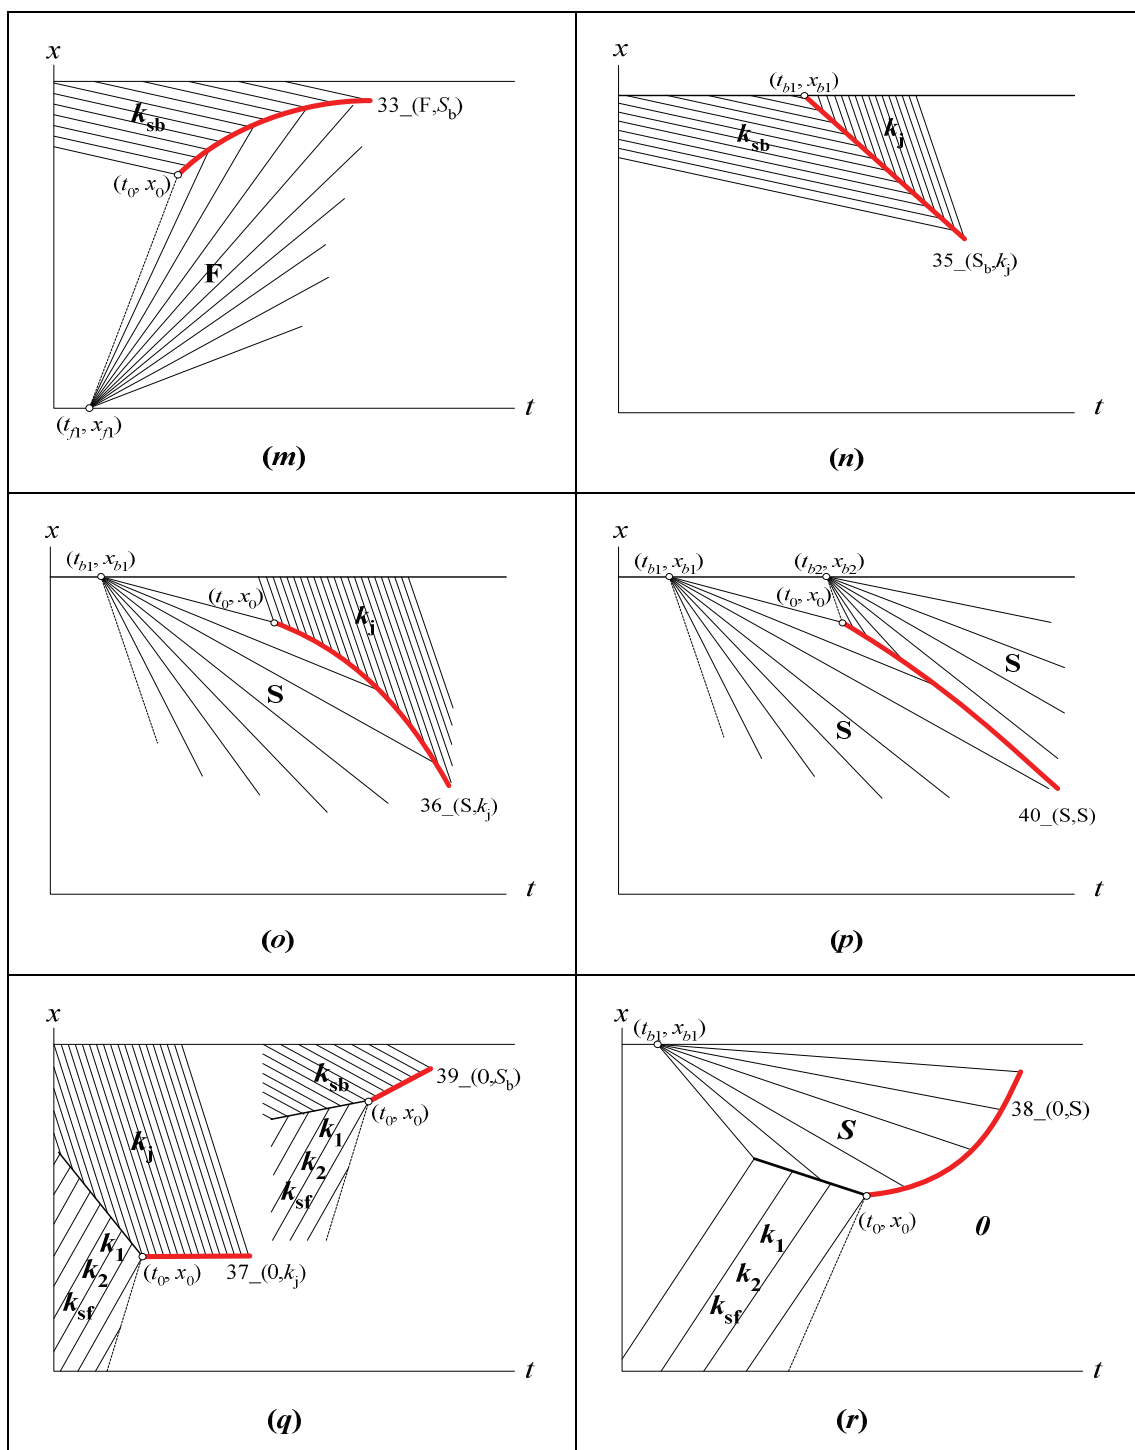 x
k_sb
33_(F,S_b)
(t_0, x_0)
F
t
(t_f1, x_f1)
(m)
x
(t_b1, x_b1)
k_sb
k_j
35_(S_b,k_j)
t
(n)
x
(t_b1, x_b1)
(t_0, x_0)
k_j
S
36_(S,k_j)
t
(o)
x
(t_b1, x_b1)
(t_b2, x_b2)
(t_0, x_0)
S
S
40_(S,S)
t
(p)
x
k_sb
39_(0,S_b)
(t_0, x_0)
k_j
k_1
k_2
k_sf
k_1
k_2
k_sf
(t_0, x_0)
37_(0,k_j)
t
(q)
x
(t_b1, x_b1)
38_(0,S)
S
(t_0, x_0)
0
k_1
k_2
k_sf
t
(r)